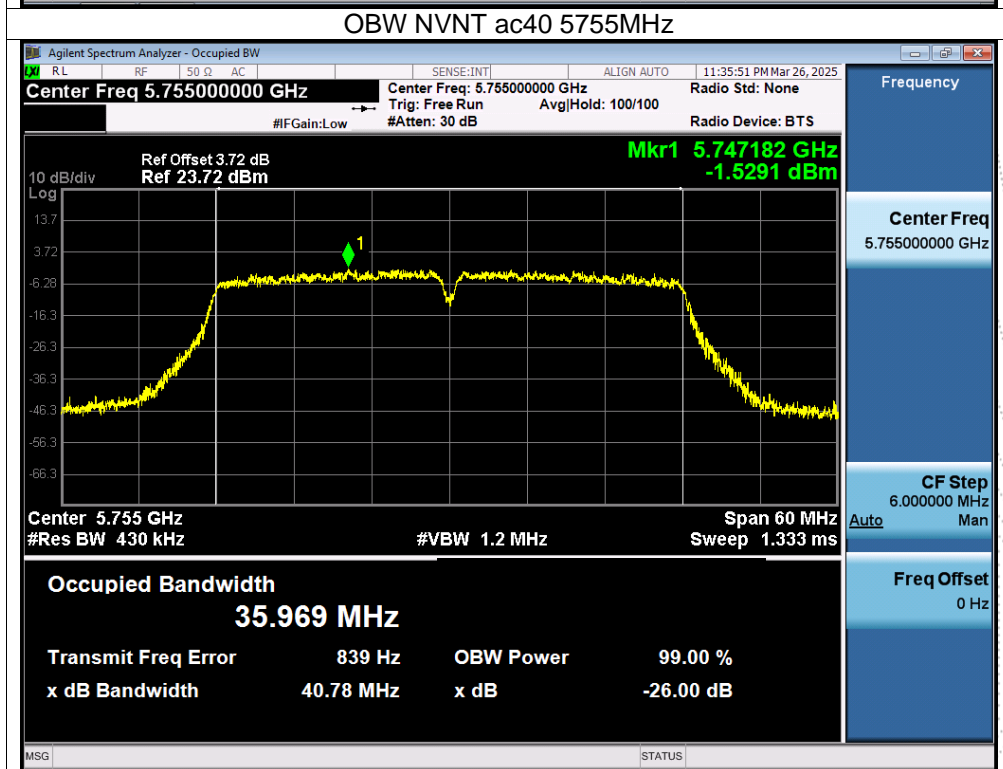 OBW NVNT ac40 5755MHz
Agilent Spectrum Analyzer - Occupied BW
LXI RL RF 50 Ω AC SENSE:INT ALIGN AUTO 11:35:51 PM Mar 26, 2025
Center Freq 5.755000000 GHz
Center Freq: 5.755000000 GHz
Radio Std: None
Trig: Free Run Avg|Hold: 100/100
#IFGain:Low #Atten: 30 dB
Radio Device: BTS
Frequency
Ref Offset 3.72 dB
Mkr1 5.747182 GHz
10 dB/div Ref 23.72 dBm
-1.5291 dBm
Log
13.7
3.72
-6.28
-16.3
-26.3
-36.3
-46.3
-56.3
-66.3
1
Center 5.755 GHz Span 60 MHz
#Res BW 430 kHz #VBW 1.2 MHz Sweep 1.333 ms
Occupied Bandwidth
35.969 MHz
Transmit Freq Error 839 Hz OBW Power 99.00 %
x dB Bandwidth 40.78 MHz x dB -26.00 dB
Center Freq
5.755000000 GHz
CF Step
6.000000 MHz
Auto Man
Freq Offset
0 Hz
MSG STATUS